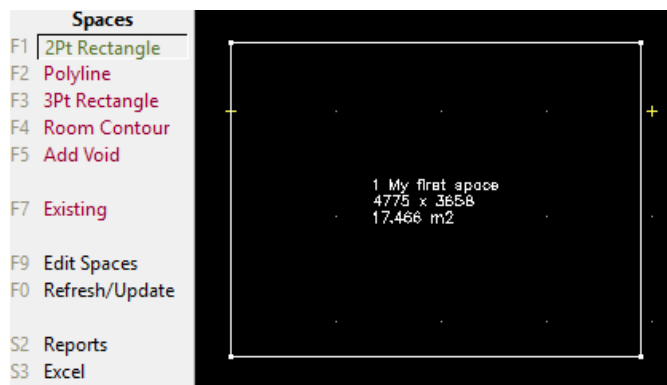 Spaces
F1 2Pt Rectangle
F2 Polyline
F3 3Pt Rectangle
F4 Room Contour
F5 Add Void
F7 Existing
F9 Edit Spaces
F0 Refresh/Update
S2 Reports
S3 Excel
1 My first space
4775 x 3658
17.466 m2